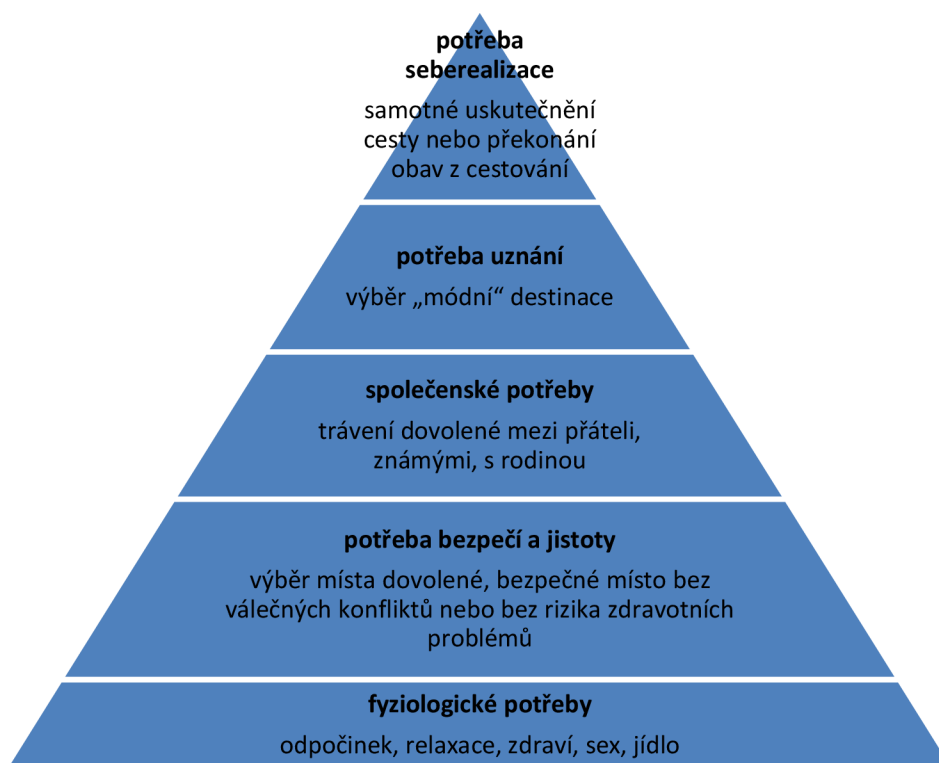 potřeba
seberealizace
samotné uskutečnění
cesty nebo překonání
obav z cestování
potřeba uznání
výběr „módní“ destinace
společenské potřeby
trávení dovolené mezi přáteli,
známými, s rodinou
potřeba bezpečí a jistoty
výběr místa dovolené, bezpečné místo bez
válečných konfliktů nebo bez rizika zdravotních
problémů
fyziologické potřeby
odpočinek, relaxace, zdraví, sex, jídlo